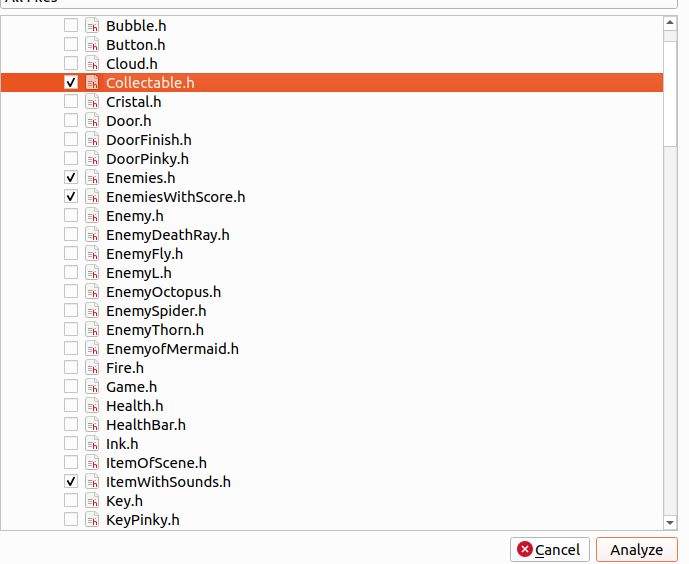 All Files
Bubble.h
Button.h
Cloud.h
Collectable.h
Cristal.h
Door.h
DoorFinish.h
DoorPinky.h
Enemies.h
EnemiesWithScore.h
Enemy.h
EnemyDeathRay.h
EnemyFly.h
EnemyL.h
EnemyOctopus.h
EnemySpider.h
EnemyThorn.h
EnemyofMermaid.h
Fire.h
Game.h
Health.h
HealthBar.h
Ink.h
ItemOfScene.h
ItemWithSounds.h
Key.h
KeyPinky.h
Cancel Analyze